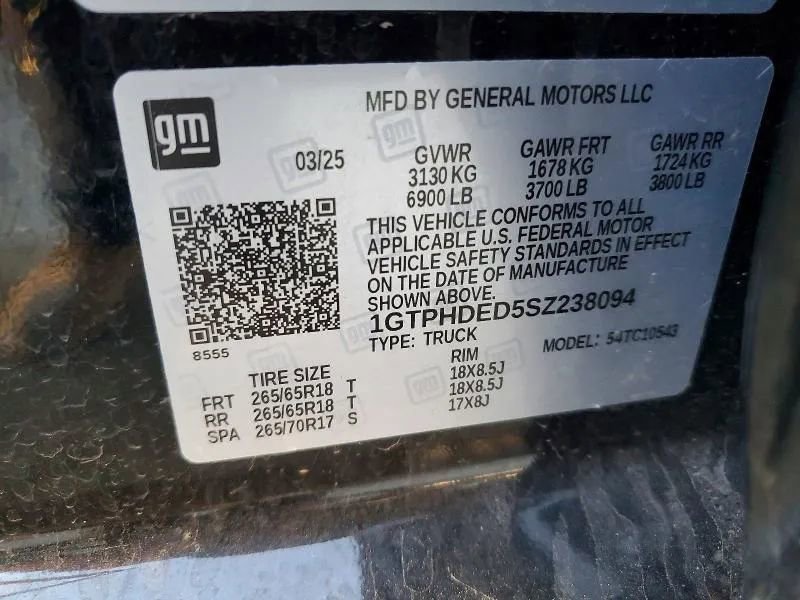 gm
MFD BY GENERAL MOTORS LLC
03/25
GVWR
3130 KG
6900 LB
GAWR FRT
1678 KG
3700 LB
GAWR RR
1724 KG
3800 LB
THIS VEHICLE CONFORMS TO ALL
APPLICABLE U.S. FEDERAL MOTOR
VEHICLE SAFETY STANDARDS IN EFFECT
ON THE DATE OF MANUFACTURE
SHOWN ABOVE.
1GTPHDED5SZ238094
TYPE: TRUCK
MODEL: 54TC10543
8555
TIRE SIZE RIM
FRT 265/65R18 T 18X8.5J
RR 265/65R18 T 18X8.5J
SPA 265/70R17 S 17X8J